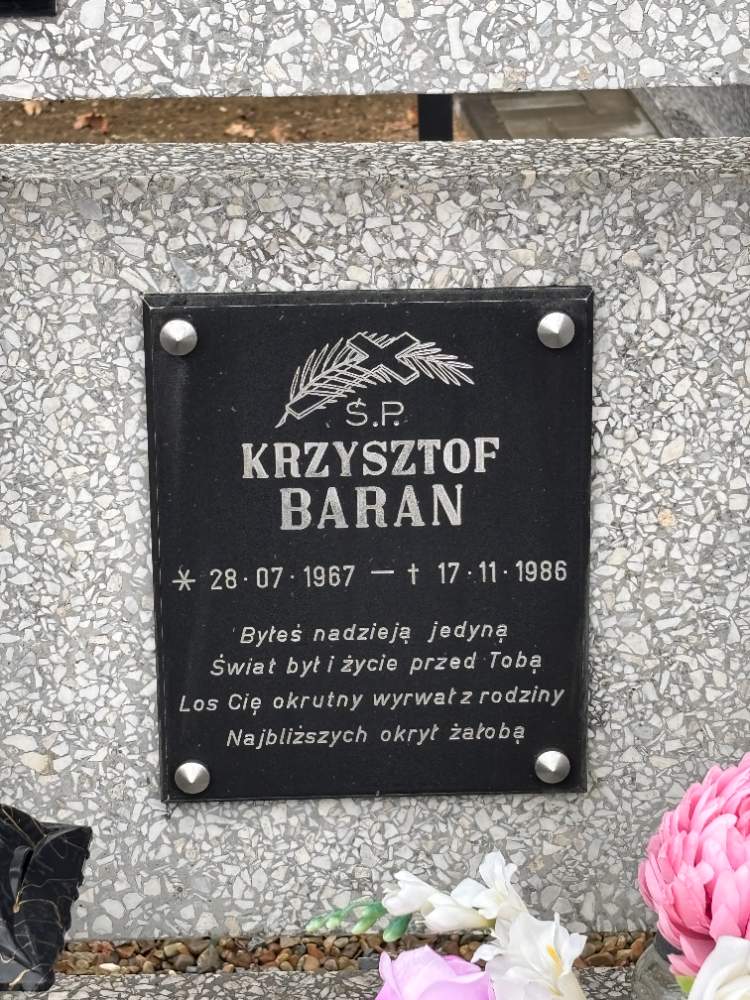 Ś.P.
KRZYSZTOF
BARAN
* 28·07·1967 — † 17·11·1986
Byłeś nadzieją jedyną
Świat był i życie przed Tobą
Los Cię okrutny wyrwał z rodziny
Najbliższych okrył żałobą